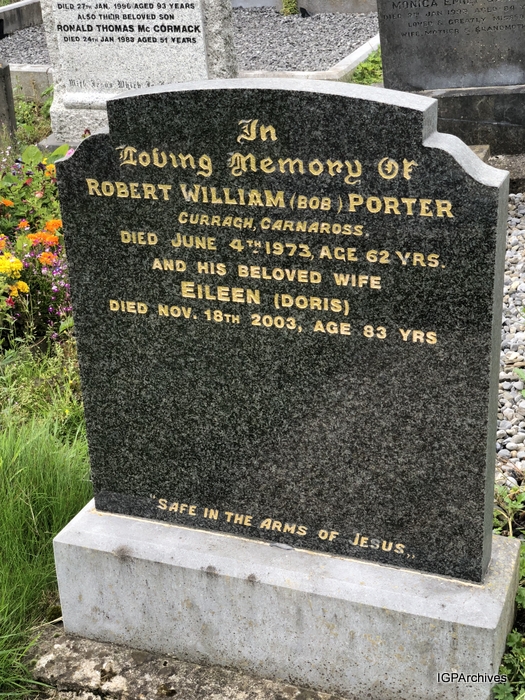 DIED 27th JAN, 1996 AGED 93 YEARS
ALSO THEIR BELOVED SON
RONALD THOMAS Mc CORMACK
DIED 24th JAN 1983 AGED 51 YEARS
MONICA
In
Loving Memory Of
ROBERT WILLIAM (BOB) PORTER
CURRAGH, CARNAROSS.
DIED JUNE 4TH 1973, AGE 62 YRS.
AND HIS BELOVED WIFE
EILEEN (DORIS)
DIED NOV. 18TH 2003, AGE 83 YRS
"SAFE IN THE ARMS OF JESUS„
IGPArchives